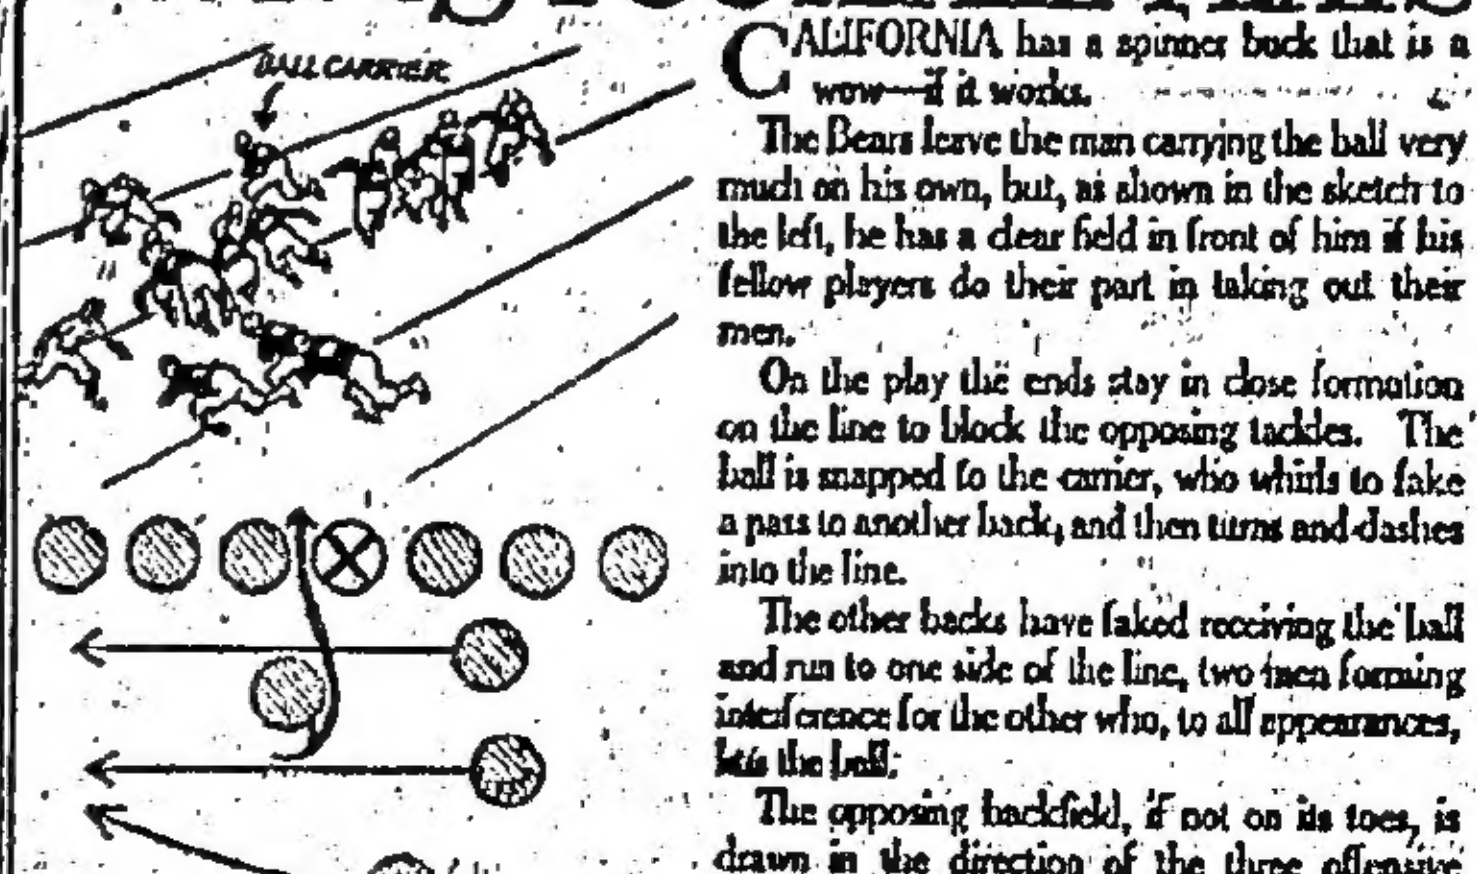 BALL CARRIER
CALIFORNIA has a spinner buck that is a
wow—if it works.
The Bears leave the man carrying the ball very
much on his own, but, as shown in the sketch to
the left, he has a clear field in front of him if his
fellow players do their part in taking out their
men.
On the play the ends stay in close formation
on the line to block the opposing tackles. The
ball is snapped to the carrier, who whirls to fake
a pass to another back, and then turns and dashes
into the line.
The other backs have faked receiving the ball
and run to one side of the line, two men forming
interference for the other who, to all appearances,
the ball.
The opposing backfield, if not on its toes, is
drawn in the direction of the three offensive